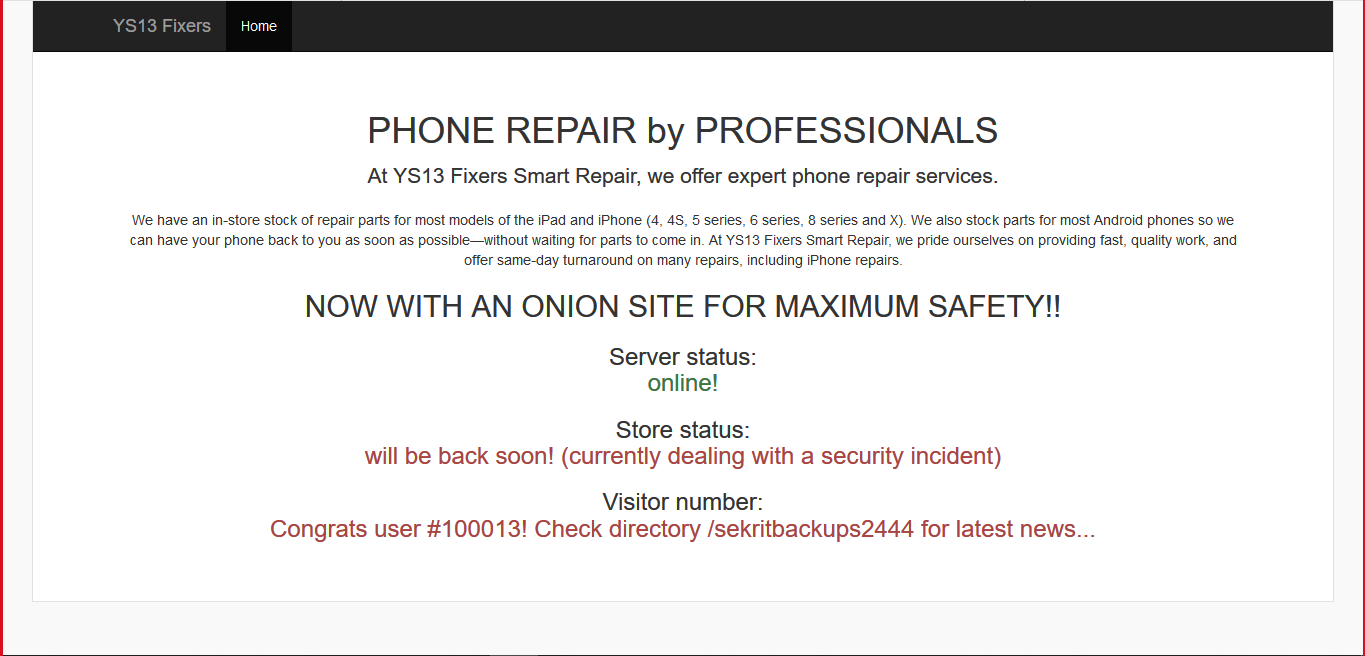 YS13 Fixers Home
PHONE REPAIR by PROFESSIONALS
At YS13 Fixers Smart Repair, we offer expert phone repair services.
We have an in-store stock of repair parts for most models of the iPad and iPhone (4, 4S, 5 series, 6 series, 8 series and X). We also stock parts for most Android phones so we
can have your phone back to you as soon as possible—without waiting for parts to come in. At YS13 Fixers Smart Repair, we pride ourselves on providing fast, quality work, and
offer same-day turnaround on many repairs, including iPhone repairs.
NOW WITH AN ONION SITE FOR MAXIMUM SAFETY!!
Server status:
online!
Store status:
will be back soon! (currently dealing with a security incident)
Visitor number:
Congrats user #100013! Check directory /sekritbackups2444 for latest news...